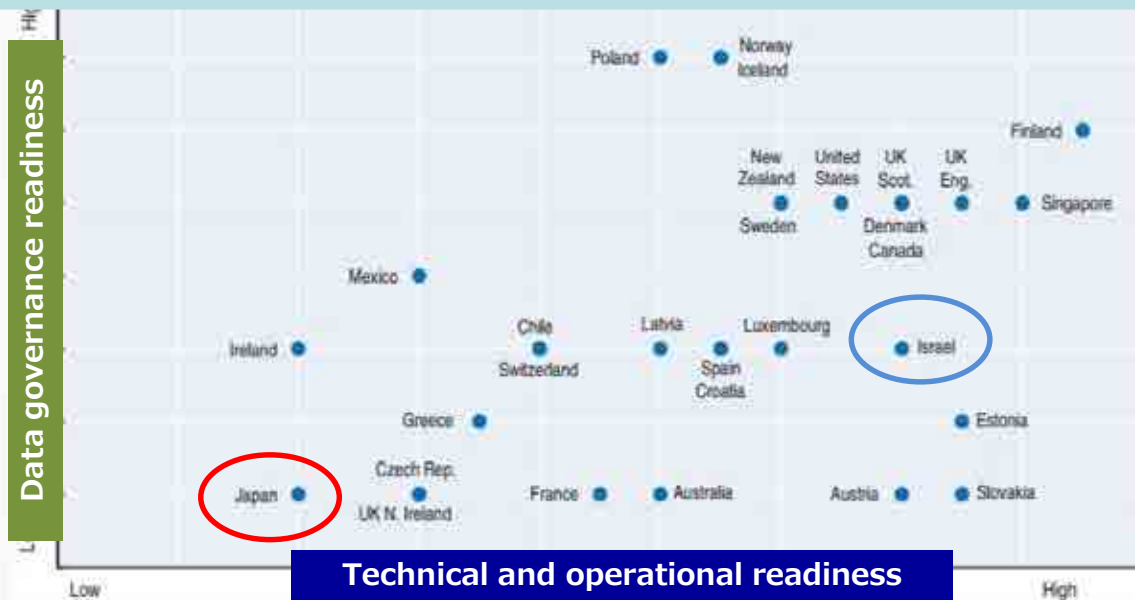 High
Data governance readiness
Poland
Norway
Iceland
Finland
New
Zealand
United
States
UK
Scot.
UK
Eng.
Singapore
Sweden
Denmark
Canada
Mexico
Ireland
Chile
Switzerland
Latvia
Spain
Croatia
Luxembourg
Israel
Greece
Estonia
Japan
Czech Rep.
UK N. Ireland
France
Australia
Austria
Slovakia
Technical and operational readiness
Low
High